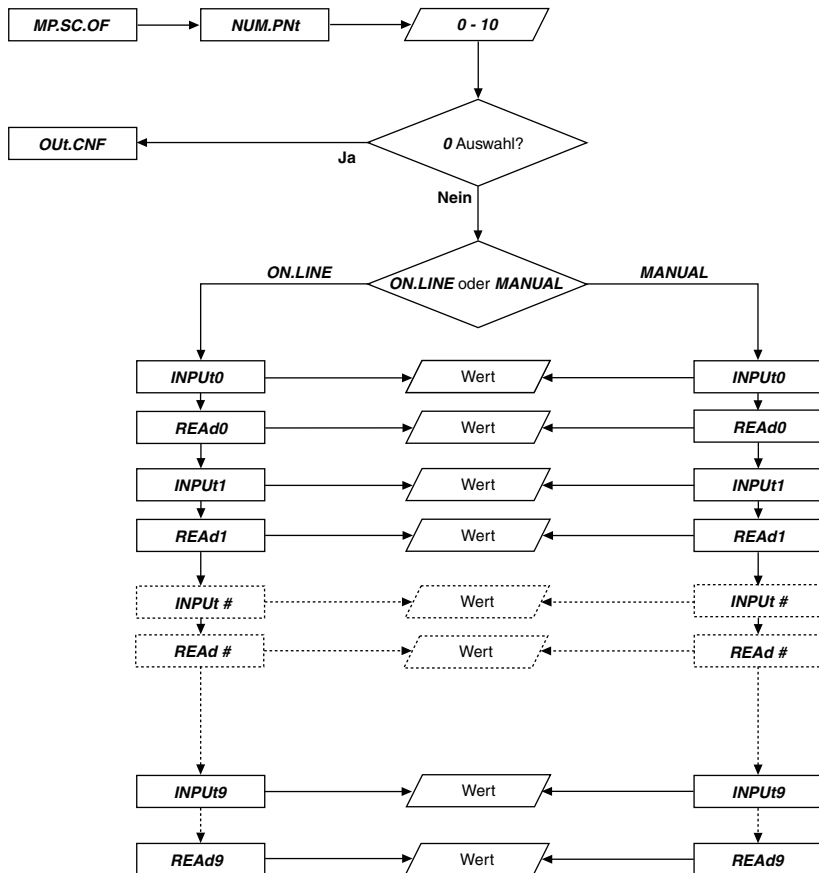 MP.SC.OF
NUM.PNt
0 - 10
OUt.CNF
Ja
0 Auswahl?
Nein
ON.LINE
ON.LINE oder MANUAL
MANUAL
INPUt0
Wert
INPUt0
REAd0
Wert
REAd0
INPUt1
Wert
INPUt1
REAd1
Wert
REAd1
INPUt #
Wert
INPUt #
REAd #
Wert
REAd #
INPUt9
Wert
INPUt9
REAd9
Wert
REAd9